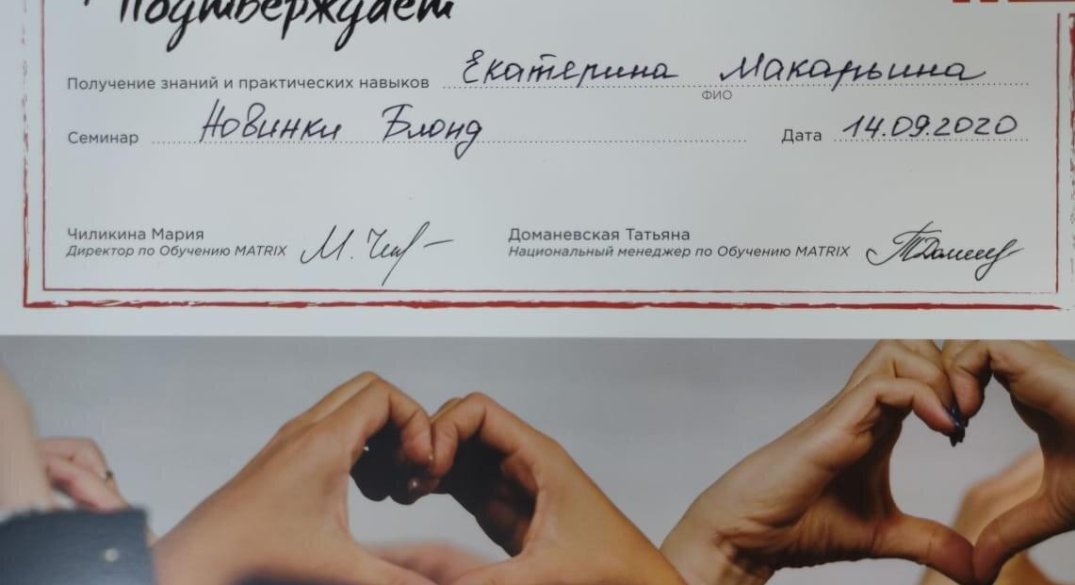 Подтверждает
Получение знаний и практических навыков Екатерина Макарьина
ФИО
Семинар Новинки Блонд Дата 14.09.2020
Чиликина Мария
Директор по Обучению MATRIX
Доманевская Татьяна
Национальный менеджер по Обучению MATRIX